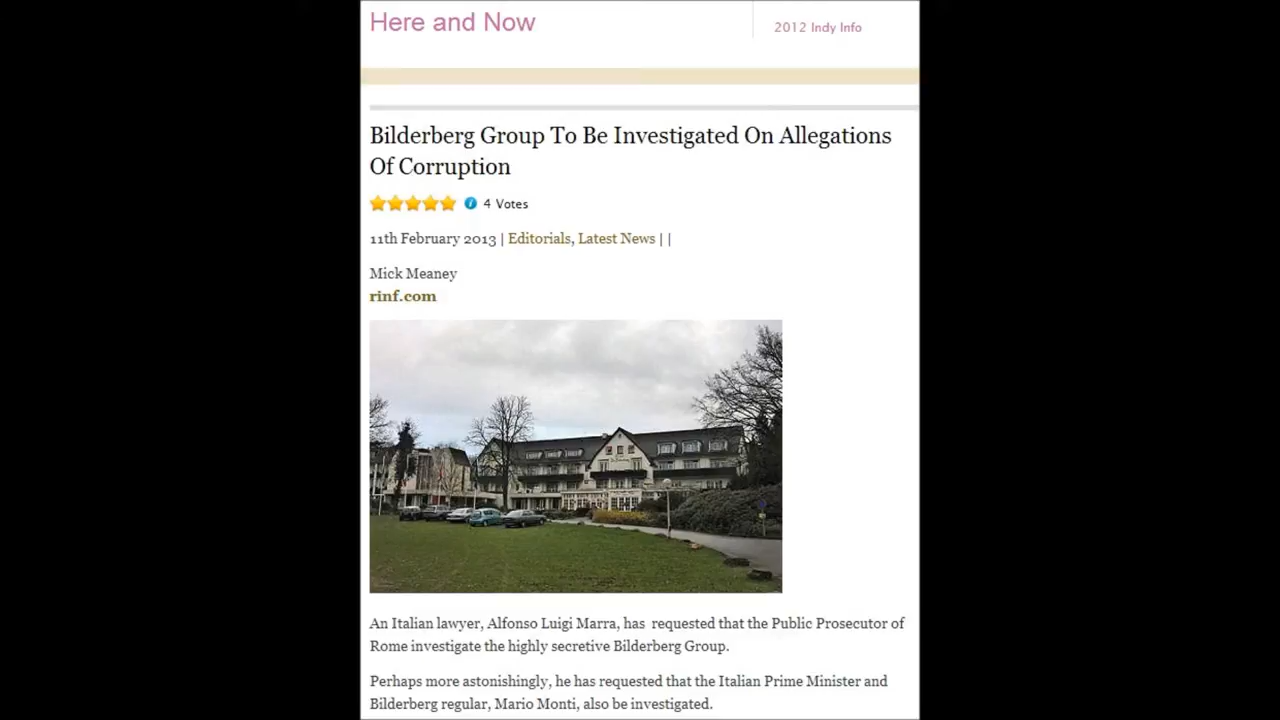 Here and Now
2012 Indy Info
Bilderberg Group To Be Investigated On Allegations
Of Corruption
4 Votes
11th February 2013 | Editorials, Latest News | |
Mick Meaney
rinf.com
An Italian lawyer, Alfonso Luigi Marra, has requested that the Public Prosecutor of
Rome investigate the highly secretive Bilderberg Group.
Perhaps more astonishingly, he has requested that the Italian Prime Minister and
Bilderberg regular, Mario Monti, also be investigated.